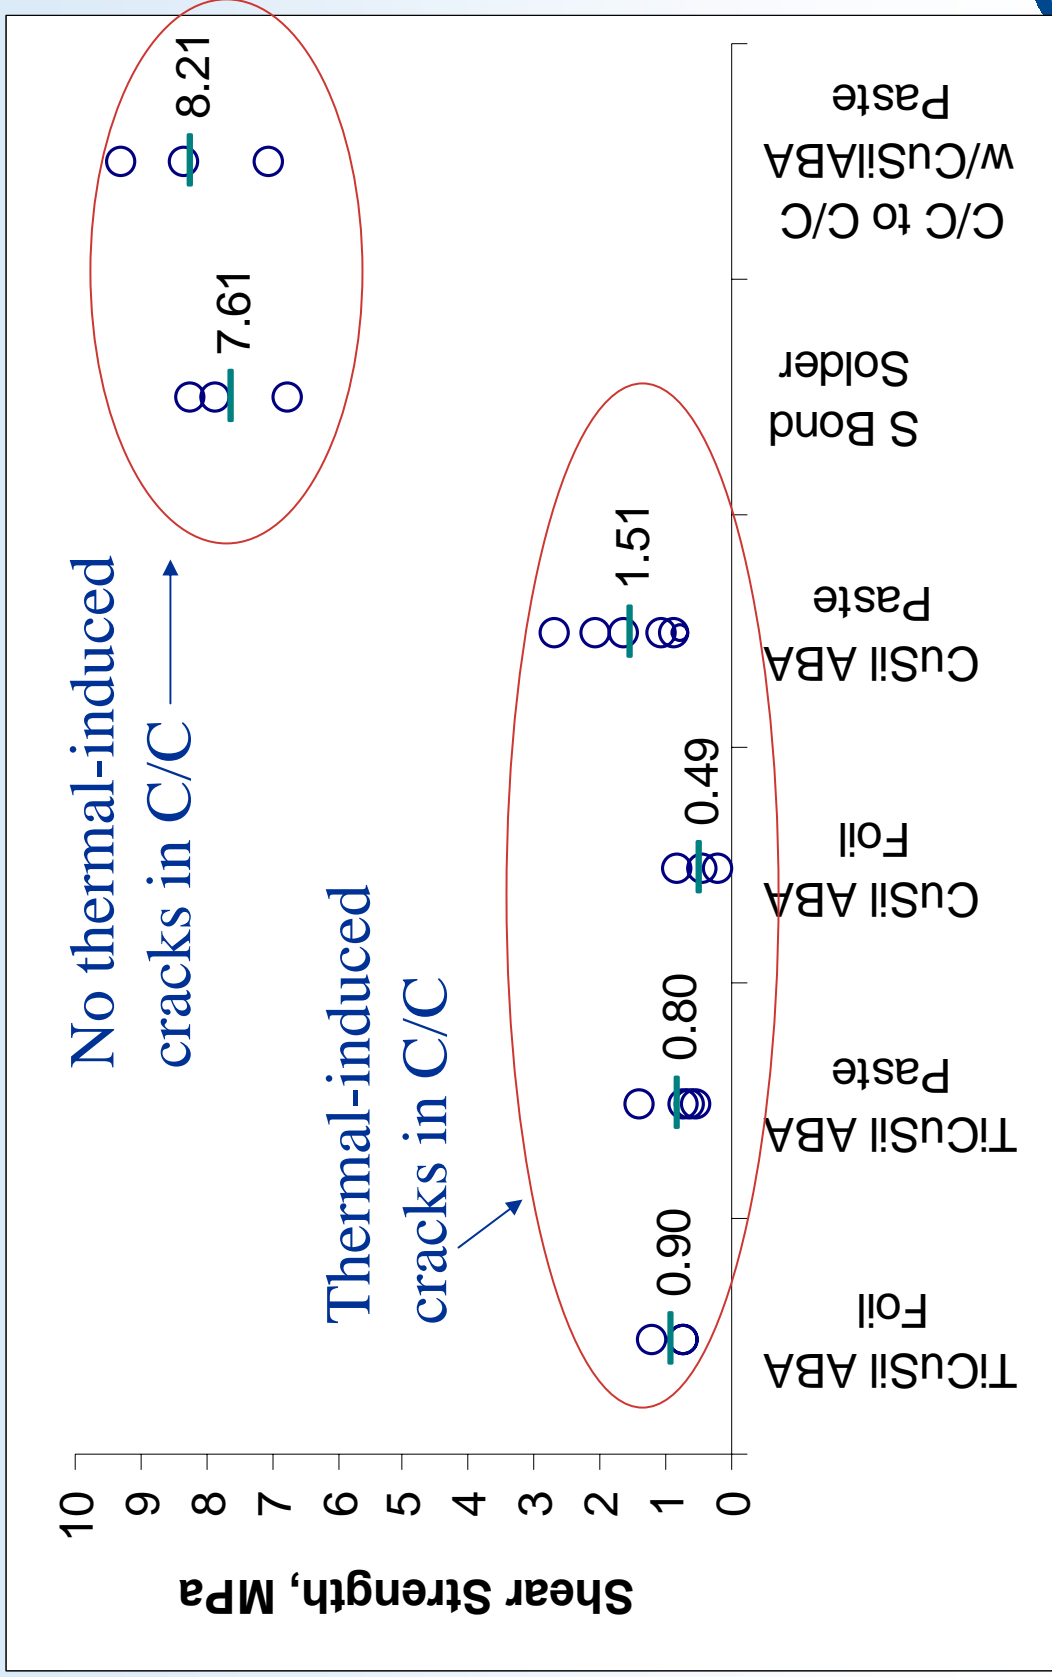 No thermal-induced
cracks in C/C
Thermal-induced
cracks in C/C
Shear Strength, MPa
10
9
8
7
6
5
4
3
2
1
0
0.90
0.80
0.49
1.51
7.61
8.21
TiCuSil ABA
Foil
TiCuSil ABA
Paste
CuSil ABA
Foil
CuSil ABA
Paste
S Bond
Solder
C/C to C/C
w/CuSilABA
Paste